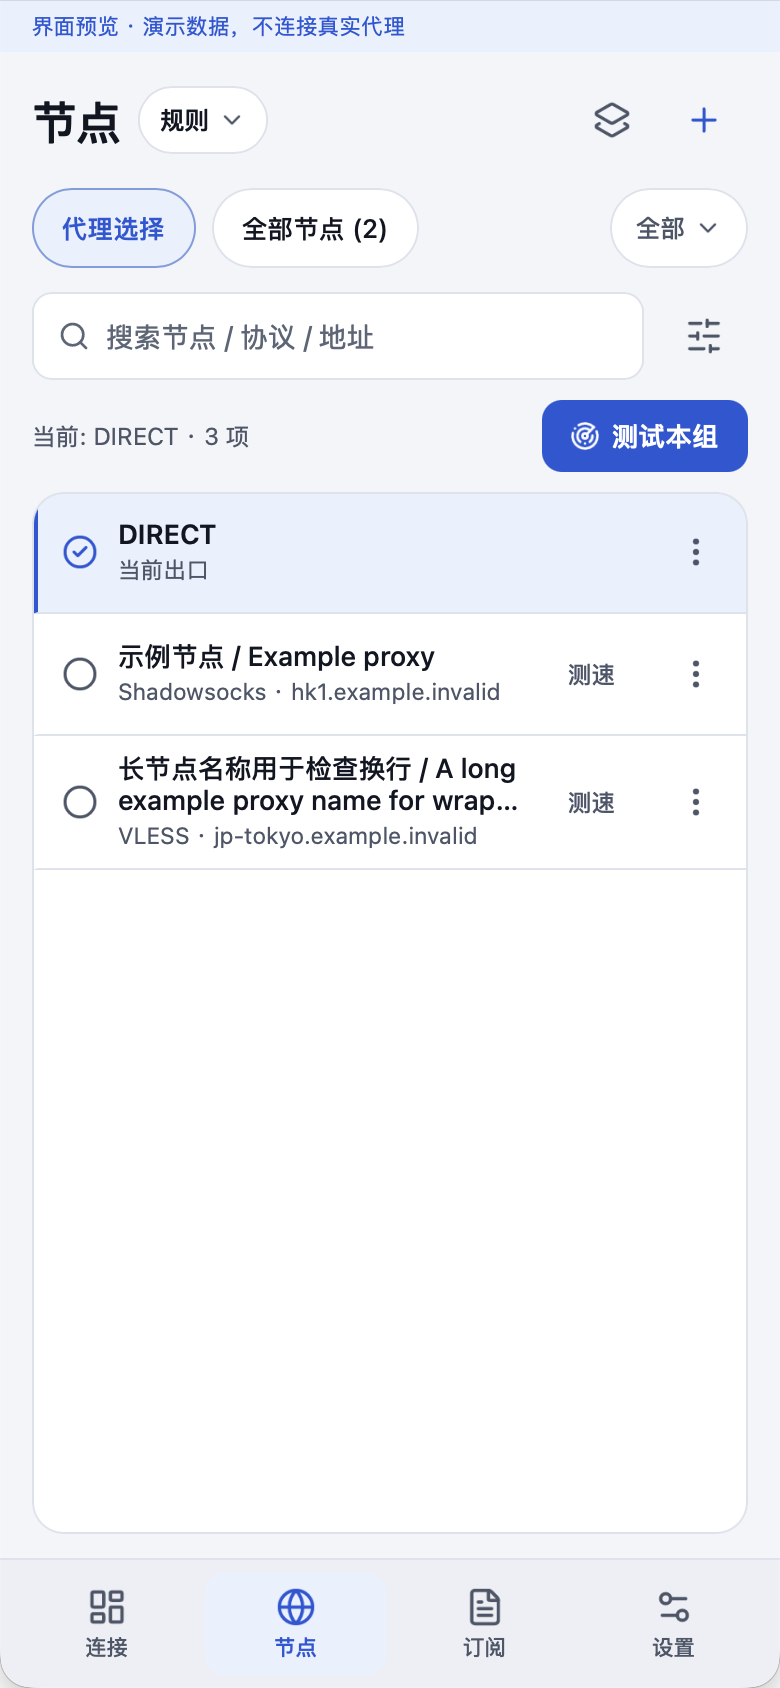 界面预览 · 演示数据，不连接真实代理
节点
规则
代理选择
全部节点 (2)
全部
搜索节点 / 协议 / 地址
当前: DIRECT · 3 项
测试本组
DIRECT
当前出口
示例节点 / Example proxy
Shadowsocks · hk1.example.invalid
测速
长节点名称用于检查换行 / A long
example proxy name for wrap...
VLESS · jp-tokyo.example.invalid
测速
连接
节点
订阅
设置